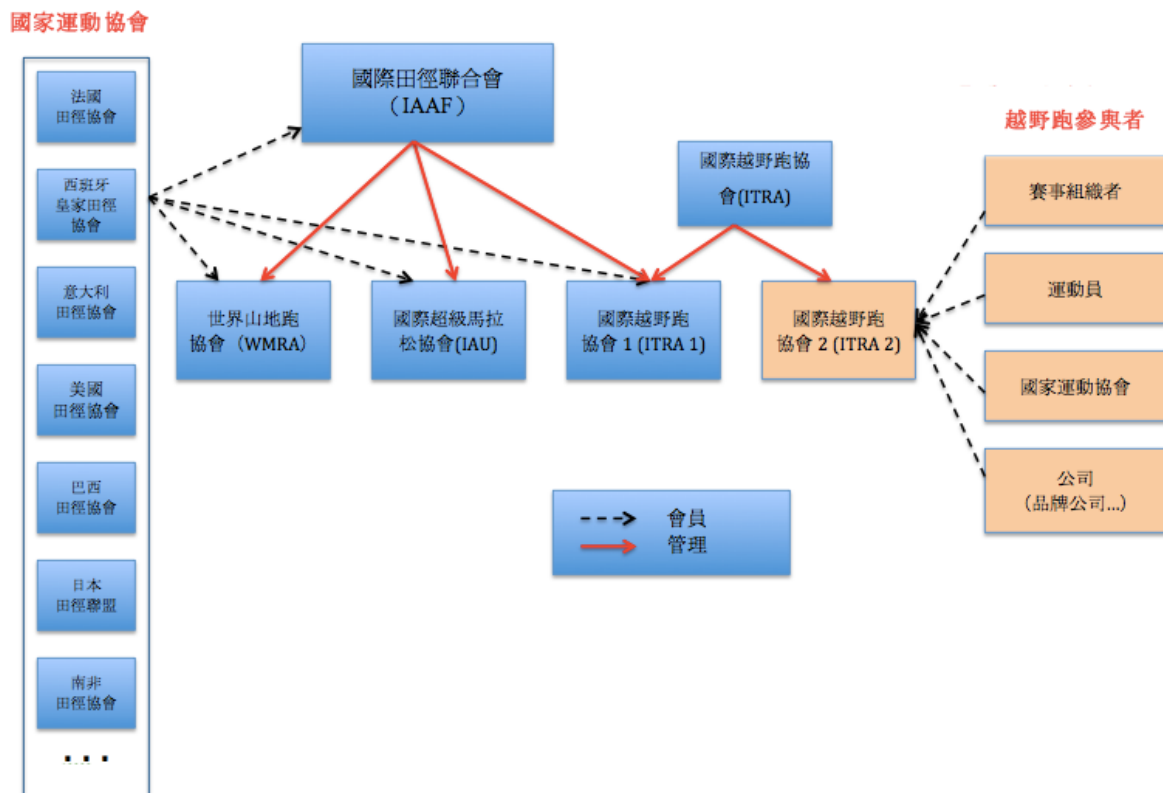 國家運動協會
法國
田徑協會
西班牙
皇家田徑
協會
意大利
田徑協會
美國
田徑協會
巴西
田徑協會
日本
田徑聯盟
南非
田徑協會
...
國際田徑聯合會
（IAAF）
國際越野跑協
會(ITRA)
世界山地跑
協會（WMRA）
國際超級馬拉
松協會(IAU)
國際越野跑
協會 1 (ITRA 1)
國際越野跑
協會 2 (ITRA 2)
會員
管理
越野跑參與者
賽事組織者
運動員
國家運動協會
公司
（品牌公司...）